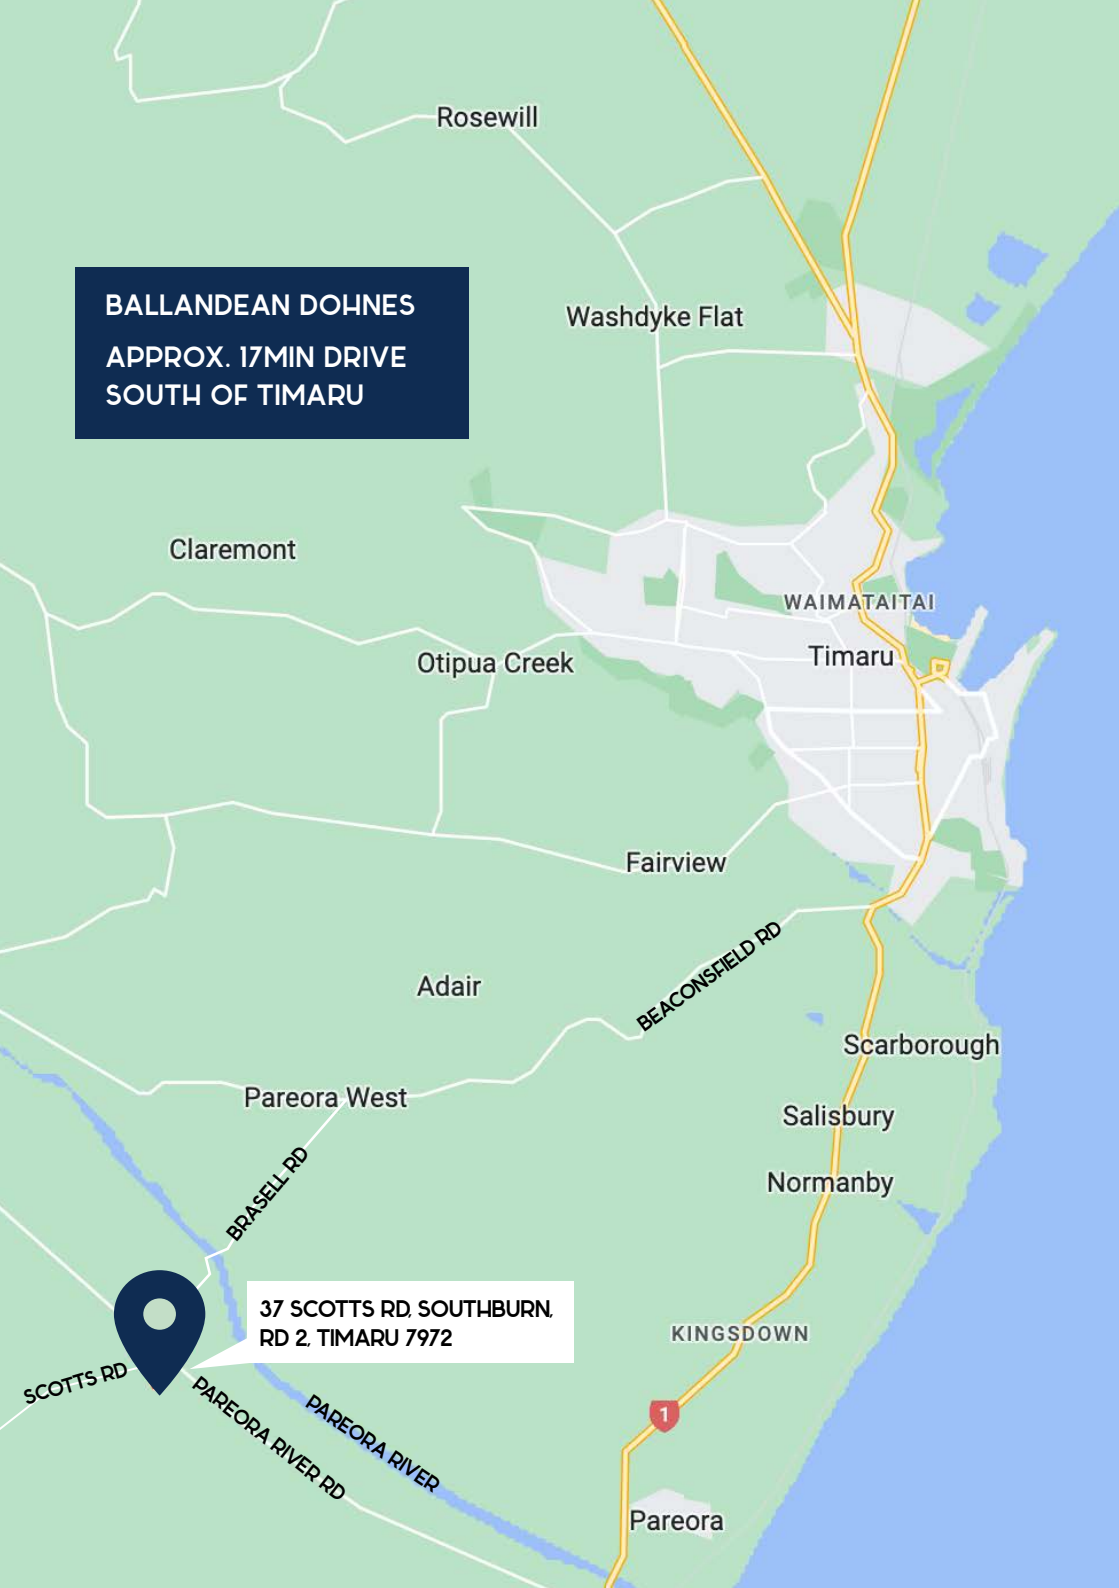 Rosewill
BALLANDEAN DOHNES
APPROX. 17MIN DRIVE
SOUTH OF TIMARU
Washdyke Flat
Claremont
WAIMATAITAI
Otipua Creek
Timaru
Fairview
BEACONSFIELD RD
Adair
Scarborough
Pareora West
Salisbury
Normanby
BRASELL RD
37 SCOTTS RD, SOUTHBURN,
RD 2, TIMARU 7972
KINGSDOWN
SCOTTS RD
PAREORA RIVER RD
PAREORA RIVER
1
Pareora